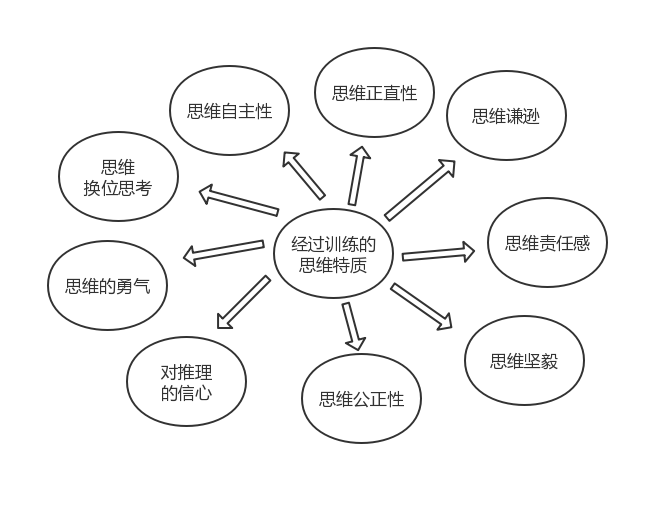 思维正直性
思维自主性
思维谦逊
思维
换位思考
经过训练的
思维特质
思维责任感
思维的勇气
思维坚毅
对推理
的信心
思维公正性